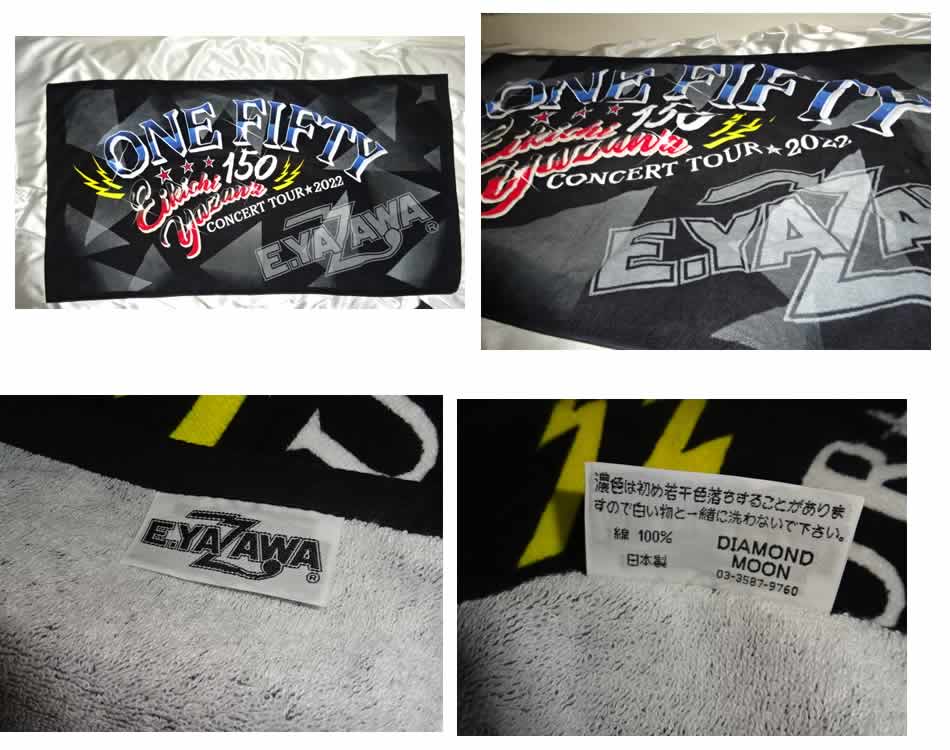 ONE FIFTY
150
Eikichi
Yazawa
CONCERT TOUR★2022
E.YAZAWA®
ONE FIFTY
150
Eikichi
Yazawa
CONCERT TOUR★2022
E.YAZA
E.YAZAWA®
濃色は初め若干色落ちすることがありま
すので白い物と一緒に洗わないで下さい。
綿 100%
日本製
DIAMOND
MOON
03-3587-9760